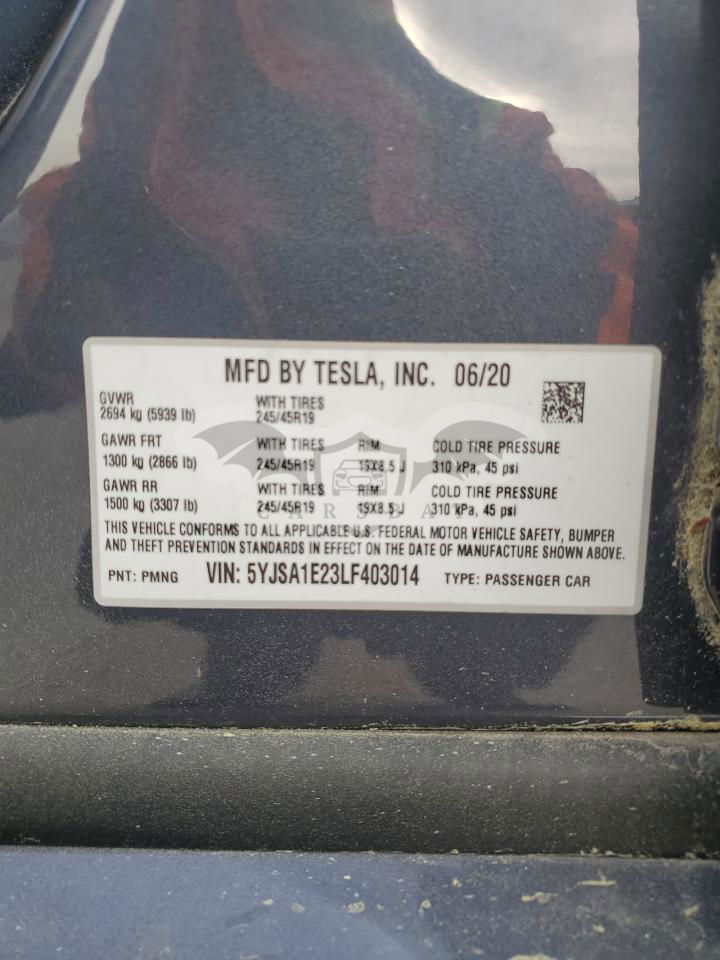 MFD BY TESLA, INC. 06/20
GVWR
2694 kg (5939 lb)
WITH TIRES
245/45R19
GAWR FRT
1300 kg (2866 lb)
WITH TIRES
245/45R19
RIM
19X8.5 J
COLD TIRE PRESSURE
310 kPa, 45 psi
GAWR RR
1500 kg (3307 lb)
WITH TIRES
245/45R19
RIM
19X8.5 J
COLD TIRE PRESSURE
310 kPa, 45 psi
THIS VEHICLE CONFORMS TO ALL APPLICABLE U.S. FEDERAL MOTOR VEHICLE SAFETY, BUMPER
AND THEFT PREVENTION STANDARDS IN EFFECT ON THE DATE OF MANUFACTURE SHOWN ABOVE.
PNT: PMNG VIN: 5YJSA1E23LF403014 TYPE: PASSENGER CAR